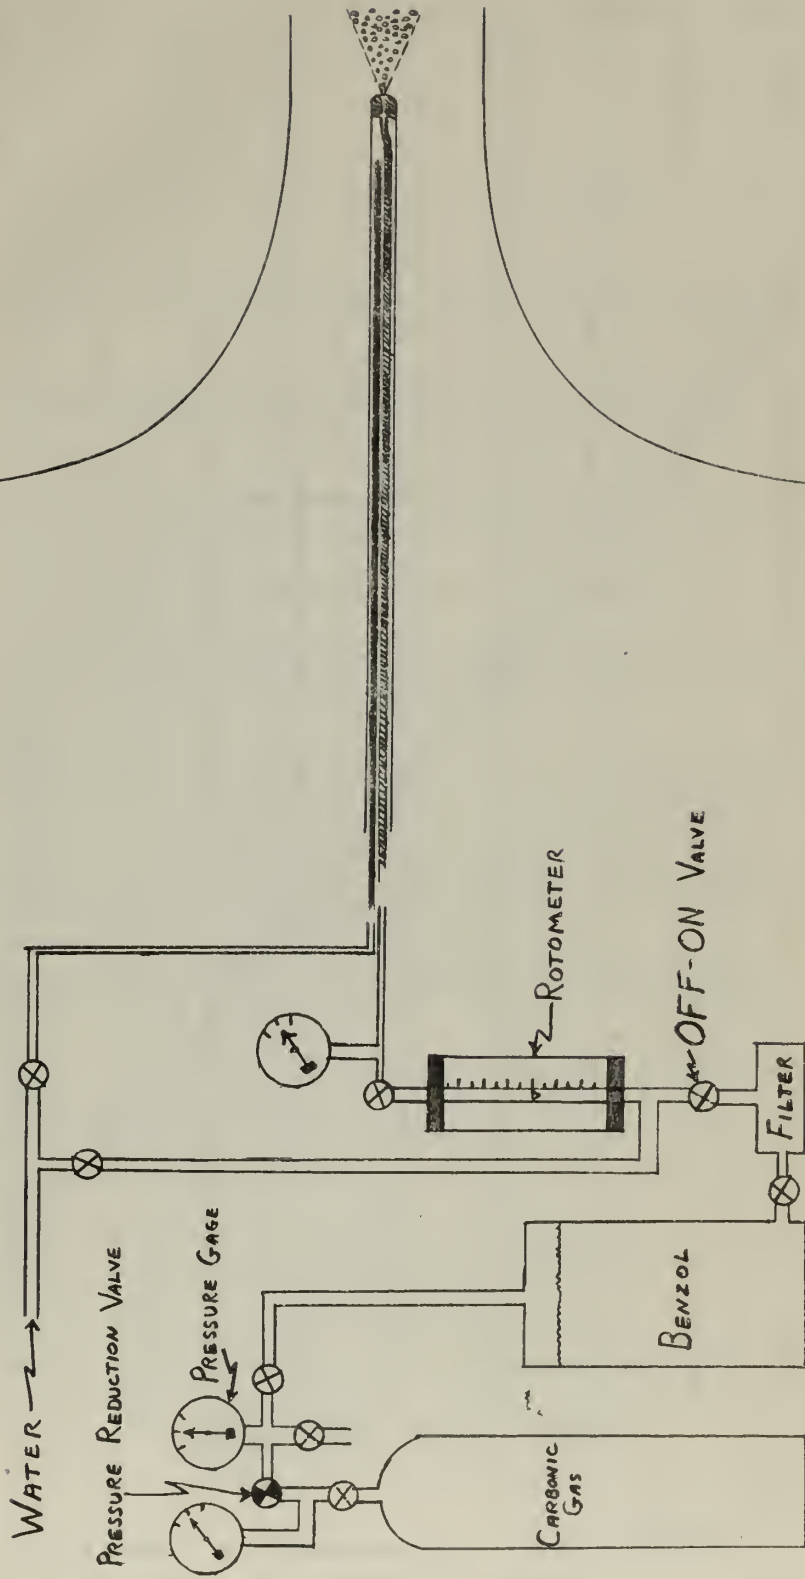 WATER
PRESSURE REDUCTION VALVE
PRESSURE GAGE
ROTOMETER
OFF-ON VALVE
CARBONIC
GAS
BENZOL
FILTER